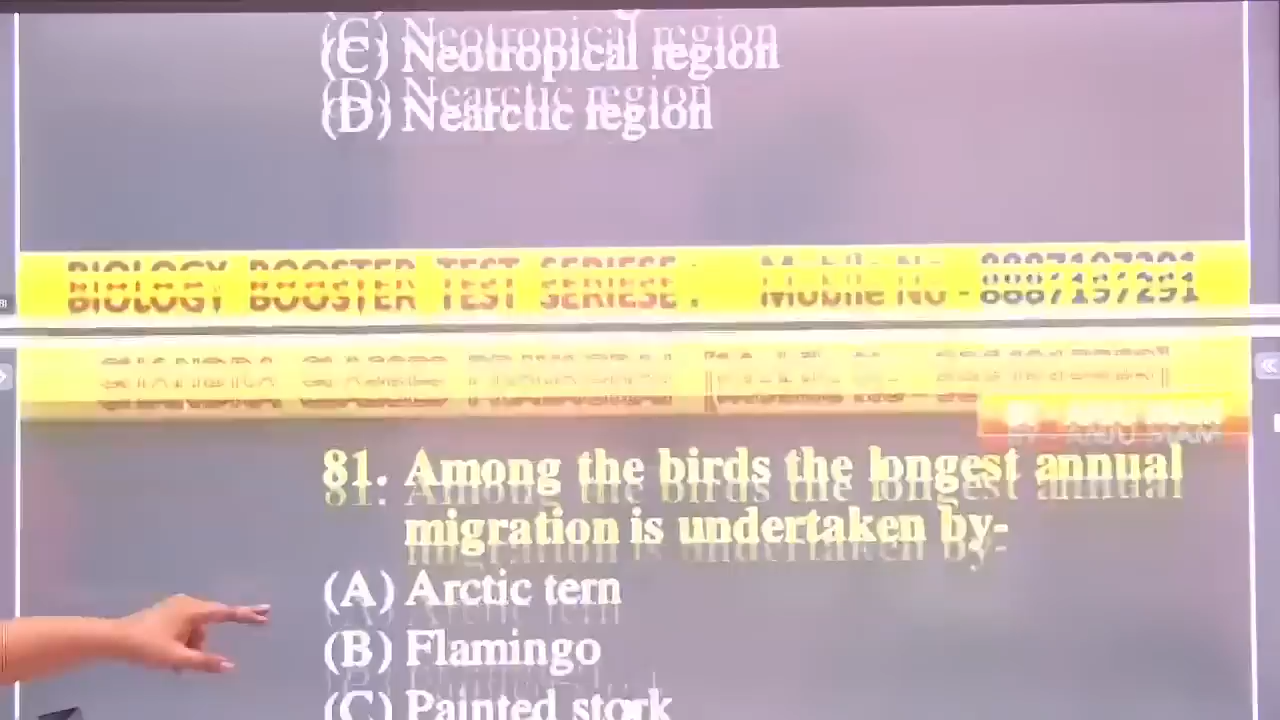 (C) Neotropical region
(D) Nearctic region
BIOLOGY BOOSTER TEST SERIESE : Mobile No - 8887197291
81. Among the birds the longest annual
migration is undertaken by-
(A) Arctic tern
(B) Flamingo
(C) Painted stork